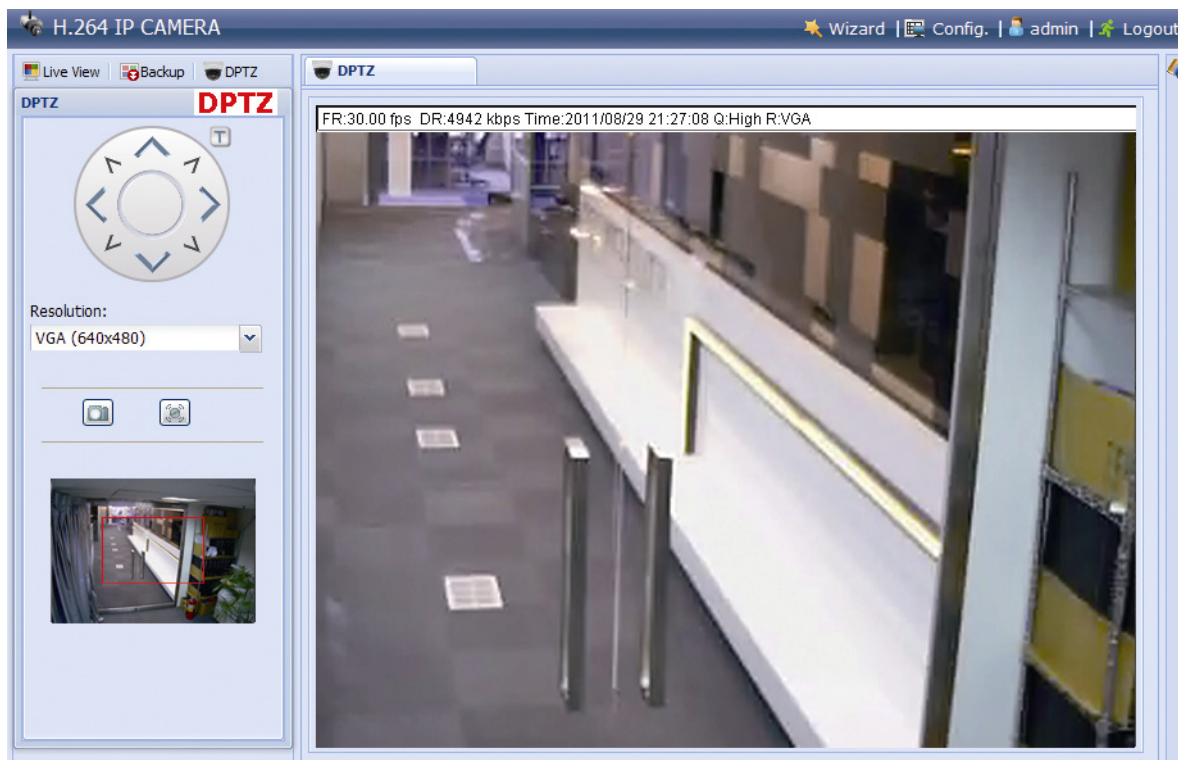 H.264 IP CAMERA
Wizard | Config. | admin | Logout
Live View | Backup | DPTZ
DPTZ
DPTZ DPTZ
FR:30.00 fps DR:4942 kbps Time:2011/08/29 21:27:08 Q:High R:VGA
T
Resolution:
VGA (640x480)